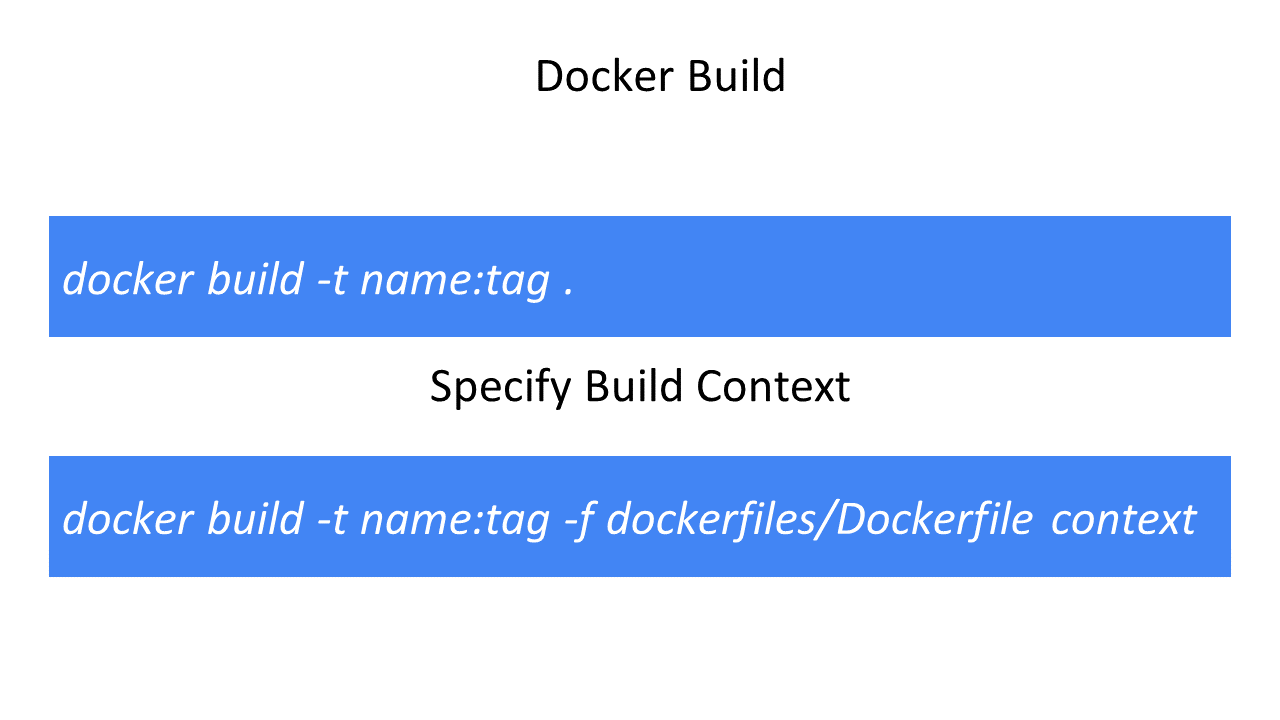 Docker Build
docker build -t name:tag .
Specify Build Context
docker build -t name:tag -f dockerfiles/Dockerfile context